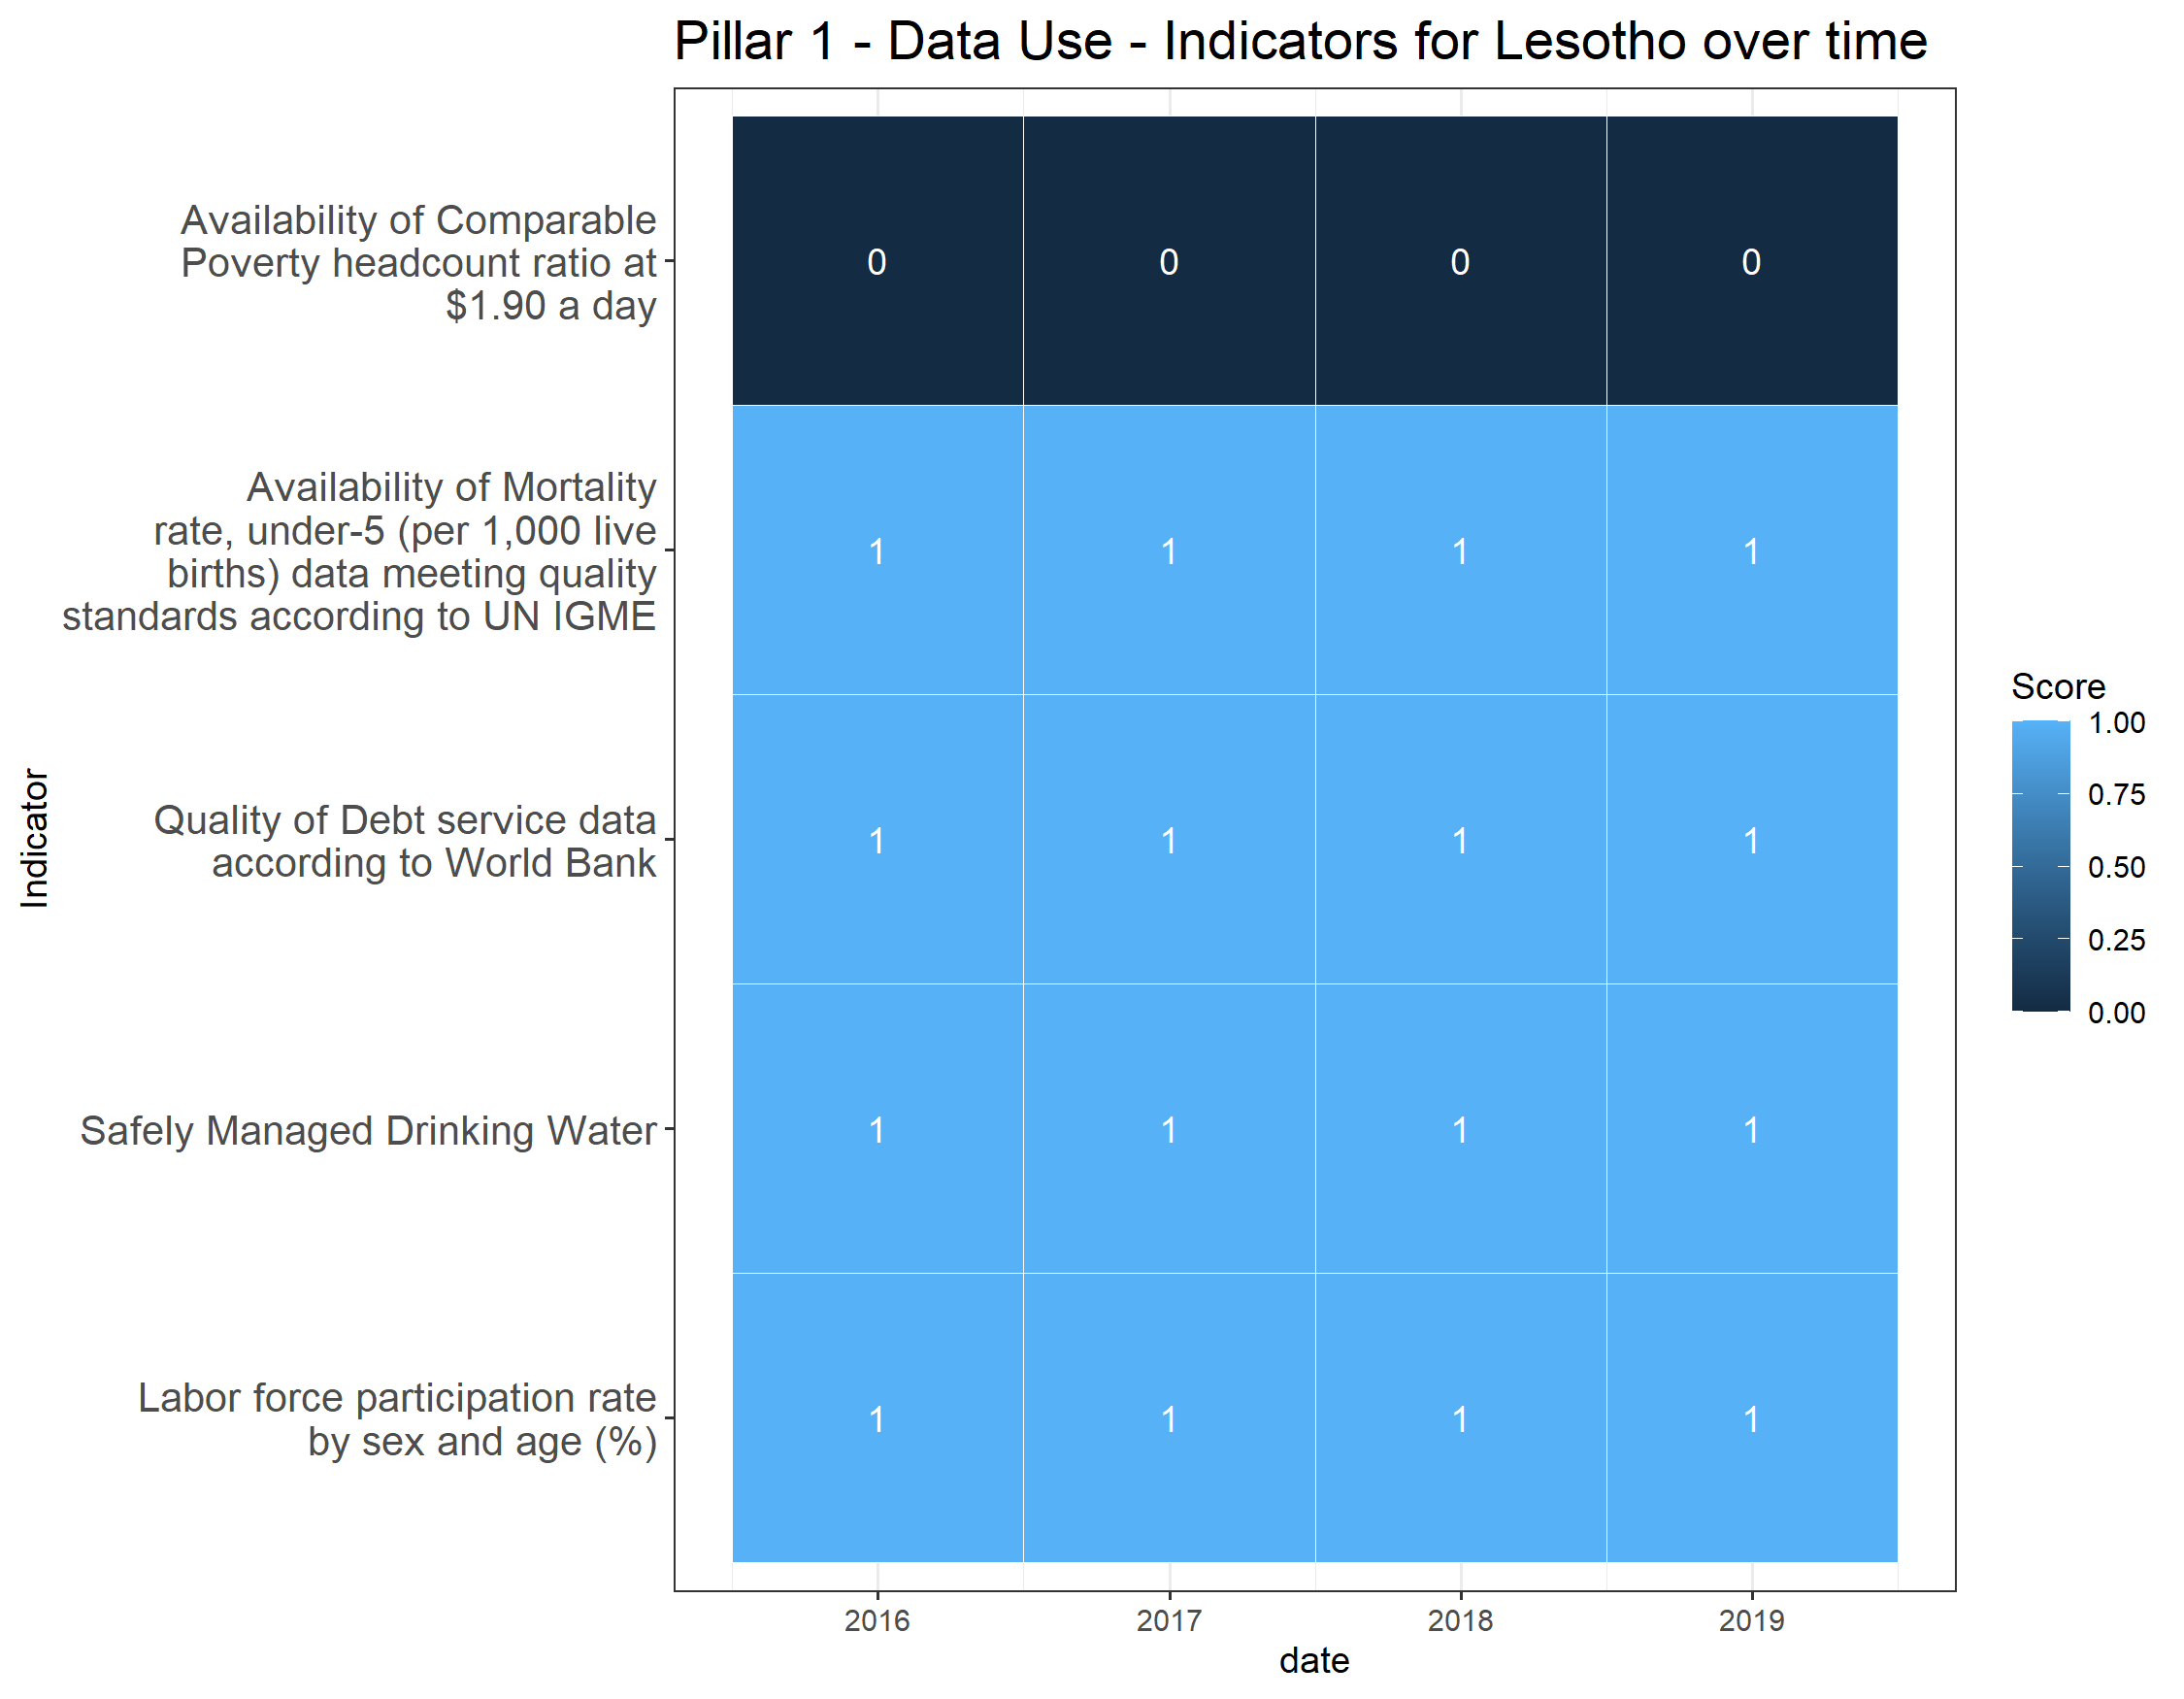 Pillar 1 - Data Use - Indicators for Lesotho over time
Indicator
Availability of Comparable
Poverty headcount ratio at
$1.90 a day
0 0 0 0
Availability of Mortality
rate, under-5 (per 1,000 live
births) data meeting quality
standards according to UN IGME
1 1 1 1
Quality of Debt service data
according to World Bank
1 1 1 1
Safely Managed Drinking Water
1 1 1 1
Labor force participation rate
by sex and age (%)
1 1 1 1
2016 2017 2018 2019
date
Score
1.00
0.75
0.50
0.25
0.00